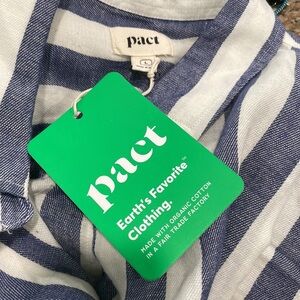 pact
L
pact
Earth's Favorite™
Clothing.
MADE WITH ORGANIC COTTON
IN A FAIR TRADE FACTORY